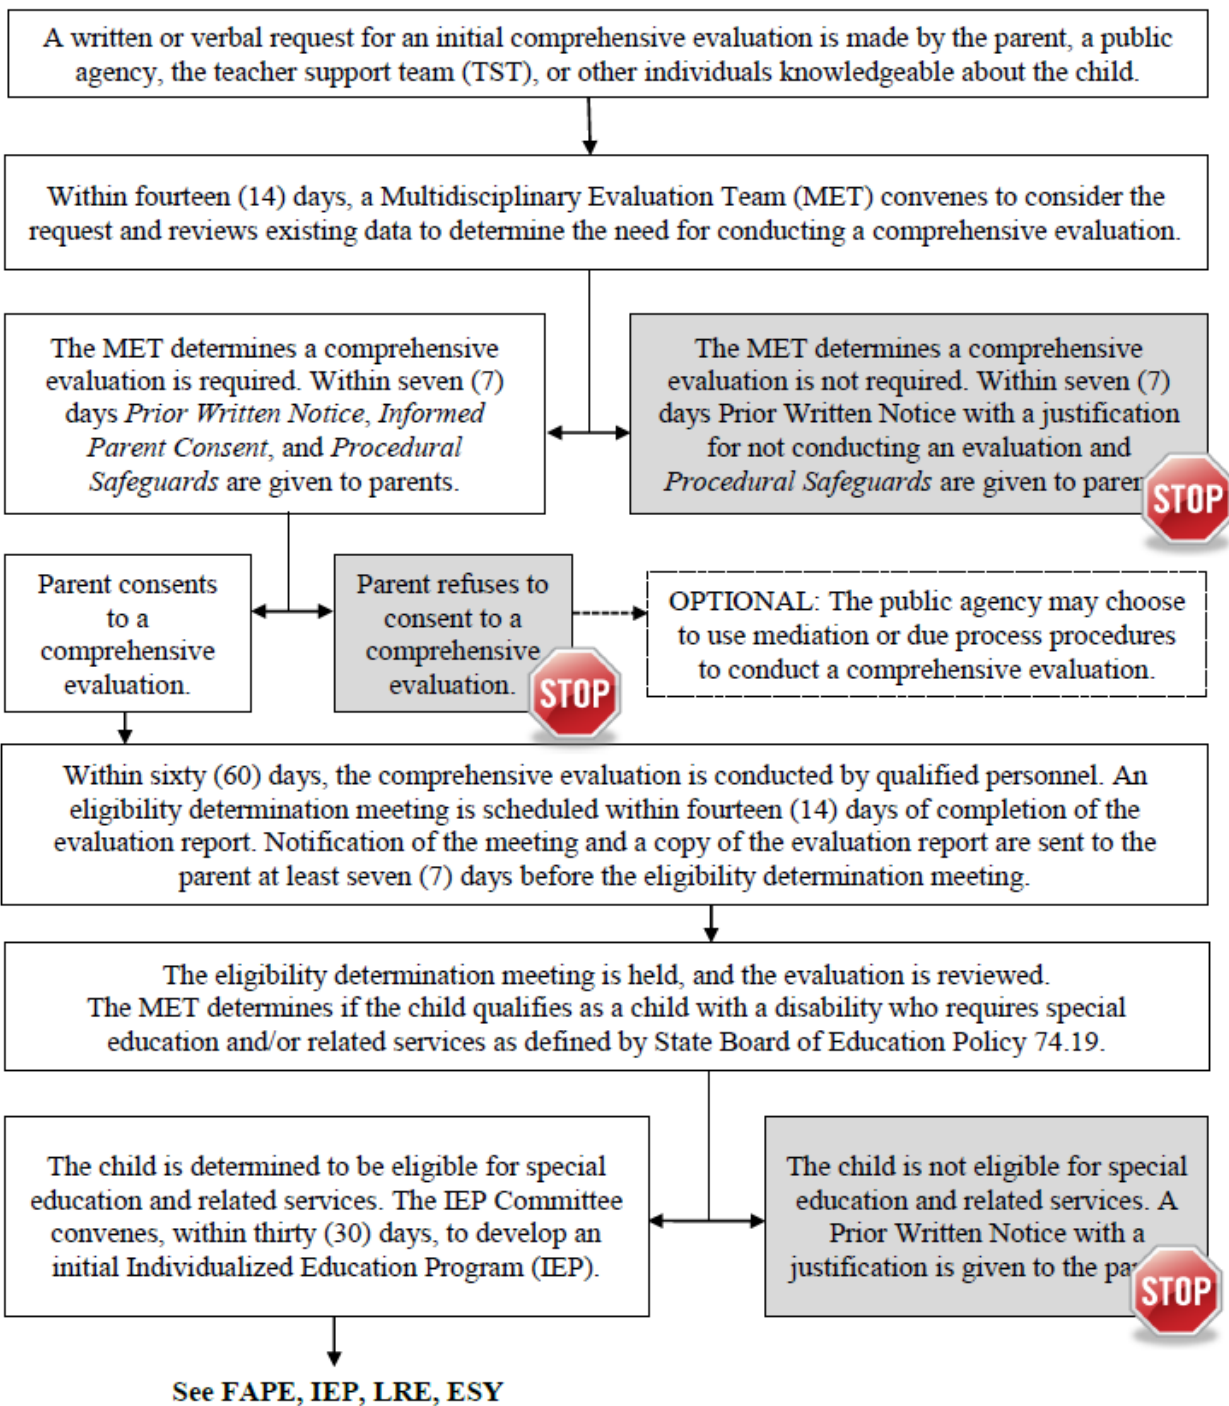 A written or verbal request for an initial comprehensive evaluation is made by the parent, a public
agency, the teacher support team (TST), or other individuals knowledgeable about the child.
Within fourteen (14) days, a Multidisciplinary Evaluation Team (MET) convenes to consider the
request and reviews existing data to determine the need for conducting a comprehensive evaluation.
The MET determines a comprehensive
evaluation is required. Within seven (7)
days Prior Written Notice, Informed
Parent Consent, and Procedural
Safeguards are given to parents.
The MET determines a comprehensive
evaluation is not required. Within seven (7)
days Prior Written Notice with a justification
for not conducting an evaluation and
Procedural Safeguards are given to
STOP
Parent consents
to a
comprehensive
evaluation.
Parent refuses to
consent to a
comprehensive
evaluation.
STOP
OPTIONAL: The public agency may choose
to use mediation or due process procedures
to conduct a comprehensive evaluation.
Within sixty (60) days, the comprehensive evaluation is conducted by qualified personnel. An
eligibility determination meeting is scheduled within fourteen (14) days of completion of the
evaluation report. Notification of the meeting and a copy of the evaluation report are sent to the
parent at least seven (7) days before the eligibility determination meeting.
The eligibility determination meeting is held, and the evaluation is reviewed.
The MET determines if the child qualifies as a child with a disability who requires special
education and/or related services as defined by State Board of Education Policy 74.19.
The child is determined to be eligible for special
education and related services. The IEP Committee
convenes, within thirty (30) days, to develop an
initial Individualized Education Program (IEP).
The child is not eligible for special
education and related services. A
Prior Written Notice with a
justification is given to the
STOP
See FAPE, IEP, LRE, ESY